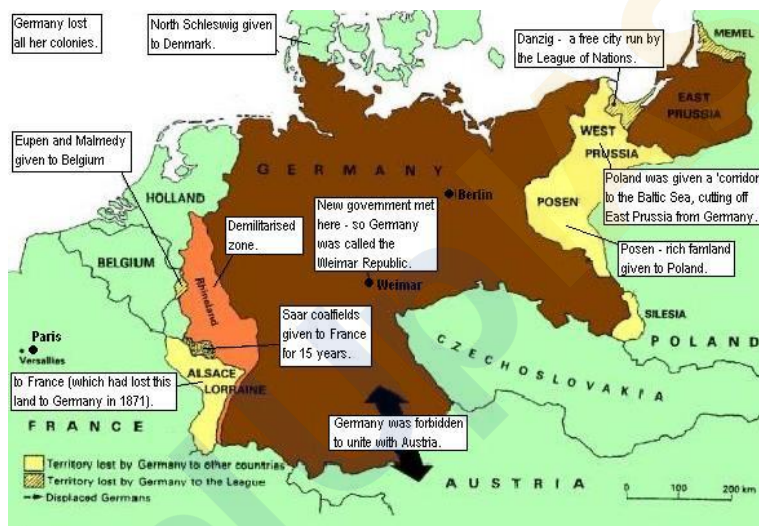 Germany lost
all her colonies.
North Schleswig given
to Denmark.
Danzig - a free city run by
the League of Nations.
MEMEL
EAST
PRUSSIA
WEST
PRUSSIA
Eupen and Malmedy
given to Belgium
GERMANY
HOLLAND
Berlin
Poland was given a 'corridor'
to the Baltic Sea, cutting off
East Prussia from Germany.
New government met
here - so Germany
was called the
Weimar Republic.
Demilitarised
zone.
POSEN
BELGIUM
Posen - rich famland
given to Poland.
Rhineland
Weimar
Saar coalfields
given to France
for 15 years.
SILESIA
POLAND
Paris
Versailles
CZECHOSLOVAKIA
ALSACE
LORRAINE
to France (which had lost this
land to Germany in 1871).
FRANCE
Germany was forbidden
to unite with Austria.
Territory lost by Germany to other countries
Territory lost by Germany to the League
Displaced Germans
AUSTRIA
0 100 200 km